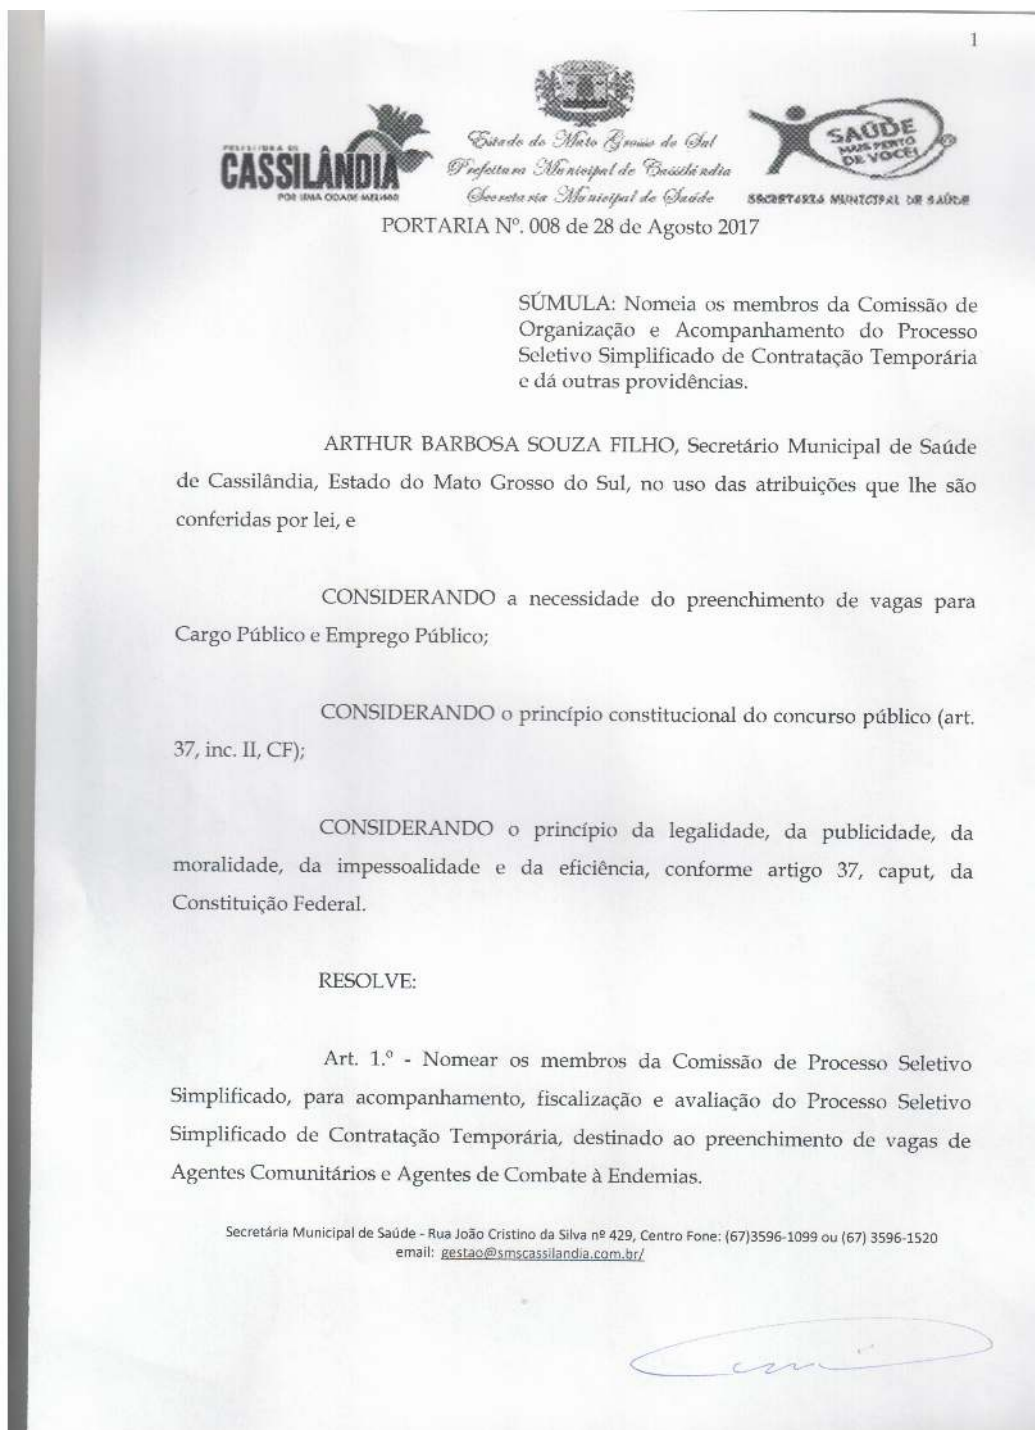 1
PREFEITURA DE
CASSILÂNDIA
POR UMA CIDADE MELHOR
Estado do Mato Grosso do Sul
Prefeitura Municipal de Cassilândia
Secretaria Municipal de Saúde
SAÚDE
MAIS PERTO
DE VOCÊ!
SECRETARIA MUNICIPAL DE SAÚDE
PORTARIA Nº. 008 de 28 de Agosto 2017
SÚMULA: Nomeia os membros da Comissão de
Organização e Acompanhamento do Processo
Seletivo Simplificado de Contratação Temporária
e dá outras providências.
ARTHUR BARBOSA SOUZA FILHO, Secretário Municipal de Saúde
de Cassilândia, Estado do Mato Grosso do Sul, no uso das atribuições que lhe são
conferidas por lei, e
CONSIDERANDO a necessidade do preenchimento de vagas para
Cargo Público e Emprego Público;
CONSIDERANDO o princípio constitucional do concurso público (art.
37, inc. II, CF);
CONSIDERANDO o princípio da legalidade, da publicidade, da
moralidade, da impessoalidade e da eficiência, conforme artigo 37, caput, da
Constituição Federal.
RESOLVE:
Art. 1.º - Nomear os membros da Comissão de Processo Seletivo
Simplificado, para acompanhamento, fiscalização e avaliação do Processo Seletivo
Simplificado de Contratação Temporária, destinado ao preenchimento de vagas de
Agentes Comunitários e Agentes de Combate à Endemias.
Secretária Municipal de Saúde - Rua João Cristino da Silva nº 429, Centro Fone: (67)3596-1099 ou (67) 3596-1520
email: gestao@smscassilandia.com.br/